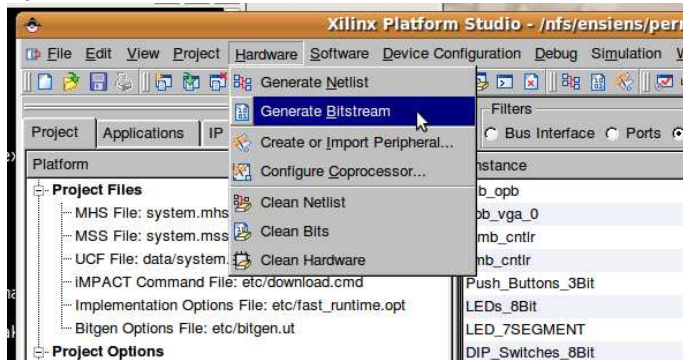 Xilinx Platform Studio - /nfs/ensiens/per
File Edit View Project Hardware Software Device Configuration Debug Simulation
Generate Netlist
Generate Bitstream
Create or Import Peripheral...
Configure Coprocessor...
Clean Netlist
Clean Bits
Clean Hardware
Filters
Bus Interface Ports
Project Applications IP
Platform
Project Files
MHS File: system.mhs
MSS File: system.mss
UCF File: data/system.
iMPACT Command File: etc/download.cmd
Implementation Options File: etc/fast_runtime.opt
Bitgen Options File: etc/bitgen.ut
Project Options
nstance
b_opb
pb_vga_0
mb_cntlr
mb_cntlr
Push_Buttons_3Bit
LEDs_8Bit
LED_7SEGMENT
DIP_Switches_8Bit